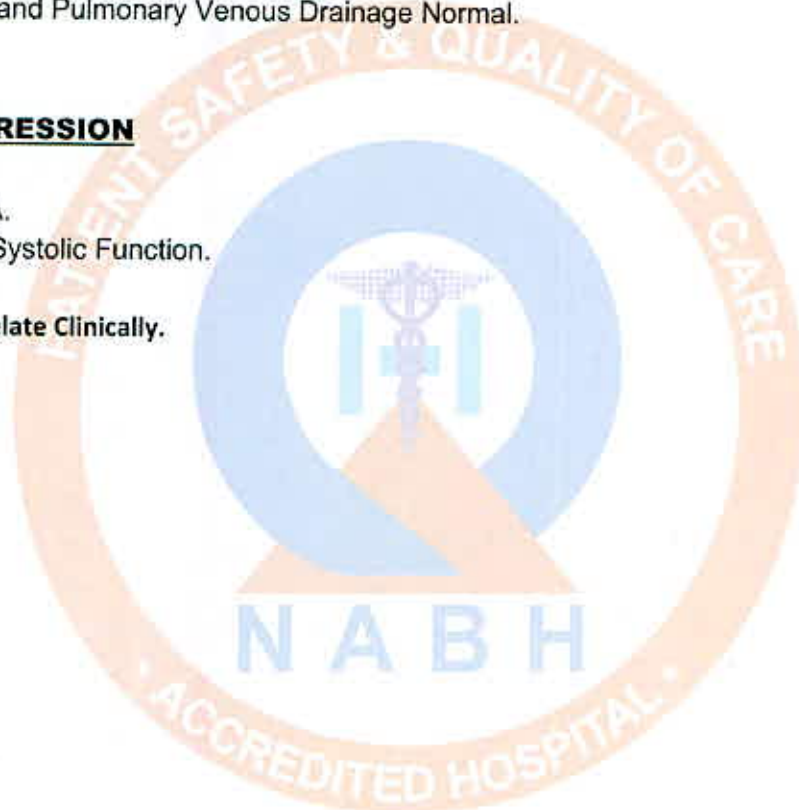 and Pulmonary Venous Drainage Normal.
RESSION
A.
Systolic Function.
late Clinically.
PATIENT SAFETY & QUALITY OF CARE
NABH
· ACCREDITED HOSPITAL ·